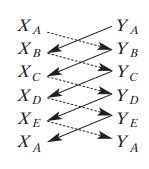 X_A Y_A
X_B Y_B
X_C Y_C
X_D Y_D
X_E Y_E
X_A Y_A